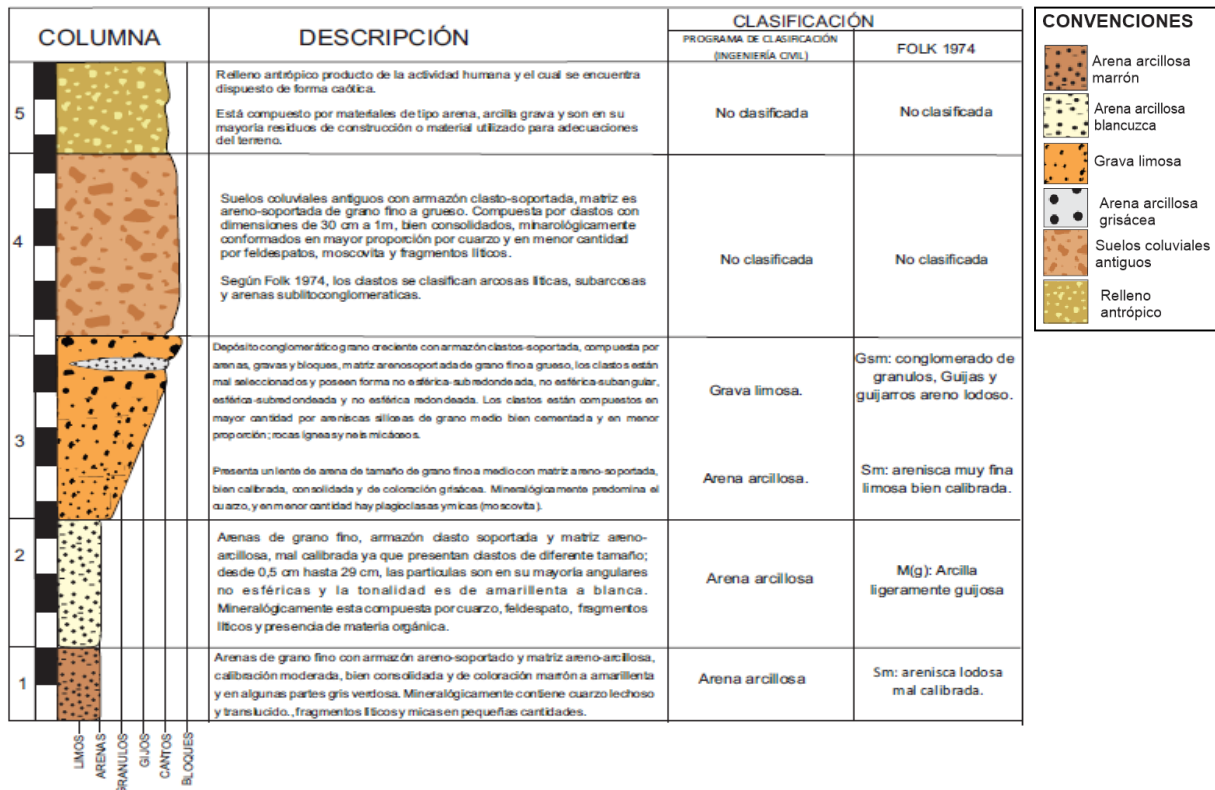 COLUMNA
DESCRIPCIÓN
CLASIFICACIÓN
PROGRAMA DE CLASIFICACIÓN
(INGENIERÍA CIVIL)
FOLK 1974
5
Relleno antrópico producto de la actividad humana y el cual se encuentra
dispuesto de forma caótica.
Está compuesto por materiales de tipo arena, arcilla grava y son en su
mayoría residuos de construcción o material utilizado para adecuaciones
del terreno.
No clasificada
No clasificada
4
Suelos coluviales antiguos con armazón clasto-soportada, matriz es
areno-soportada de grano fino a grueso. Compuesta por clastos con
dimensiones de 30 cm a 1m, bien consolidados, minarológicamente
conformados en mayor proporción por cuarzo y en menor cantidad
por feldespatos, moscovita y fragmentos líticos.
Según Folk 1974, los clastos se clasifican arcosas líticas, subarcosas
y arenas sublitoconglomeraticas.
No clasificada
No clasificada
3
Depósito conglomerático grano creciente con armazón clastos-soportada, compuesta por
arenas, gravas y bloques, matriz arenosoportada de grano fino a grueso, los clastos están
mal seleccionados y poseen forma no esférica-subredondeada, no esférica-subangular,
esférica-subredondeada y no esférica redondeada. Los clastos están compuestos en
mayor cantidad por areniscas silíceas de grano medio bien cementada y en menor
proporción; rocas ígneas y neis micáceos.
Grava limosa.
Gsm: conglomerado de
granulos, Guijas y
guijarros areno lodoso.
Presenta un lente de arena de tamaño de grano fino a medio con matriz areno-soportada,
bien calibrada, consolidada y de coloración grisácea. Mineralógicamente predomina el
cuarzo, y en menor cantidad hay plagioclasas y micas (moscovita).
Arena arcillosa.
Sm: arenisca muy fina
limosa bien calibrada.
2
Arenas de grano fino, armazón clasto soportada y matriz areno-
arcillosa, mal calibrada ya que presentan clastos de diferente tamaño;
desde 0,5 cm hasta 29 cm, las partículas son en su mayoría angulares
no esféricas y la tonalidad es de amarillenta a blanca.
Mineralógicamente esta compuesta por cuarzo, feldespato, fragmentos
líticos y presencia de materia orgánica.
Arena arcillosa
M(g): Arcilla
ligeramente guijosa
1
Arenas de grano fino con armazón areno-soportado y matriz areno-arcillosa,
calibración moderada, bien consolidada y de coloración marrón a amarillenta
y en algunas partes gris verdosa. Mineralógicamente contiene cuarzo lechoso
y translucido., fragmentos líticos y micas en pequeñas cantidades.
Arena arcillosa
Sm: arenisca lodosa
mal calibrada.
LIMOS
ARENAS
GRANULOS
GIJOS
CANTOS
BLOQUES
CONVENCIONES
Arena arcillosa
marrón
Arena arcillosa
blancuzca
Grava limosa
Arena arcillosa
grisácea
Suelos coluviales
antiguos
Relleno
antrópico